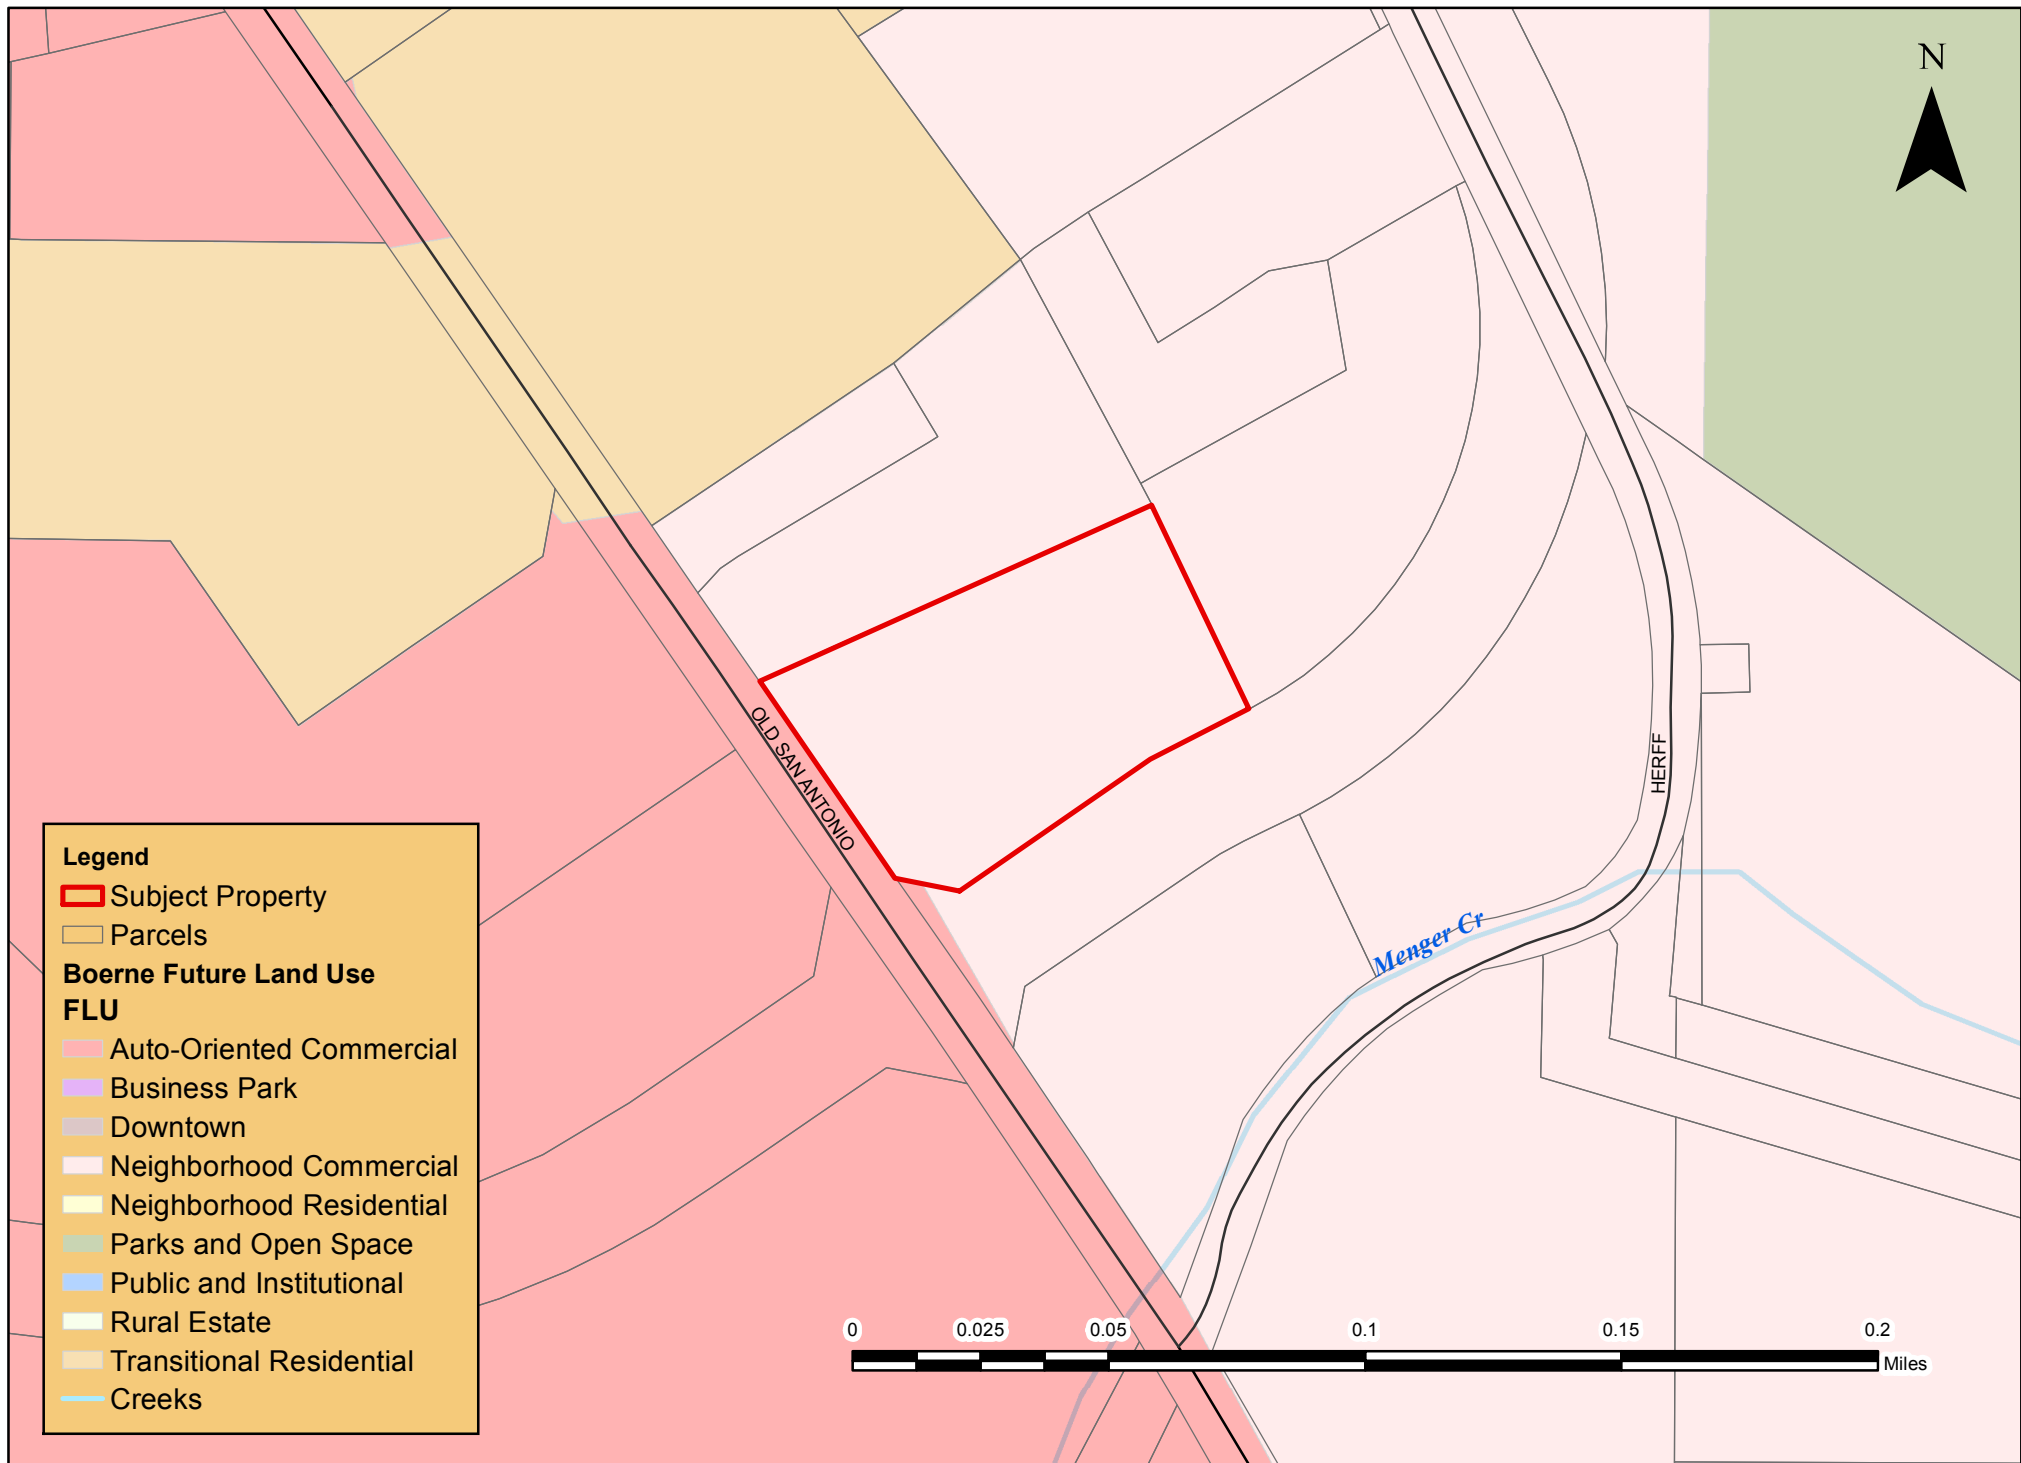 N
OLD SAN ANTONIO
HERFF
Menger Cr
Legend
Subject Property
Parcels
Boerne Future Land Use
FLU
Auto-Oriented Commercial
Business Park
Downtown
Neighborhood Commercial
Neighborhood Residential
Parks and Open Space
Public and Institutional
Rural Estate
Transitional Residential
Creeks
0 0.025 0.05 0.1 0.15 0.2
Miles